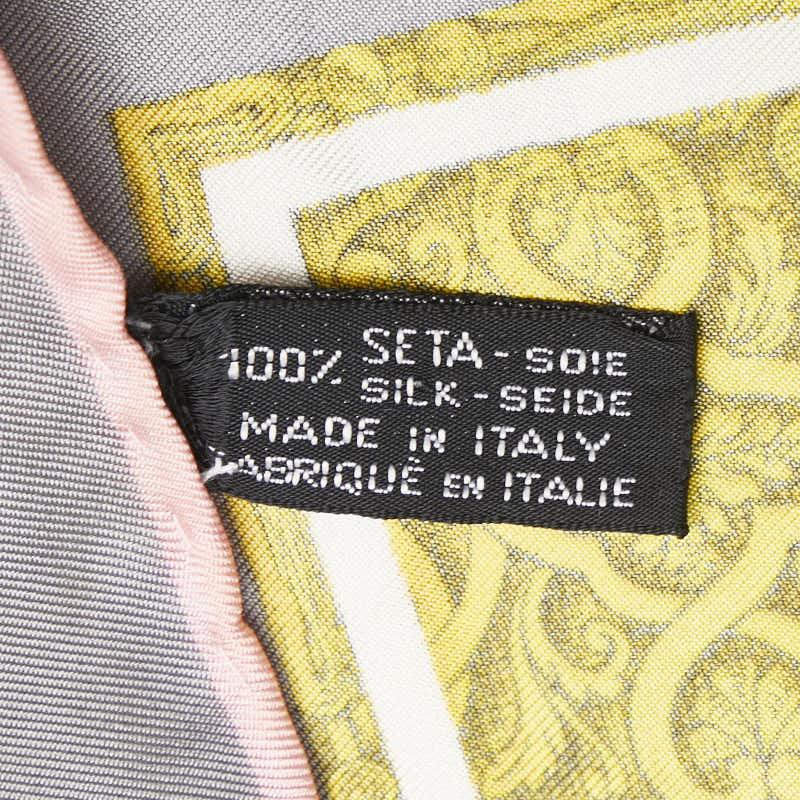 100% SETA - SOIE
SILK - SEIDE
MADE IN ITALY
FABRIQUÉ EN ITALIE